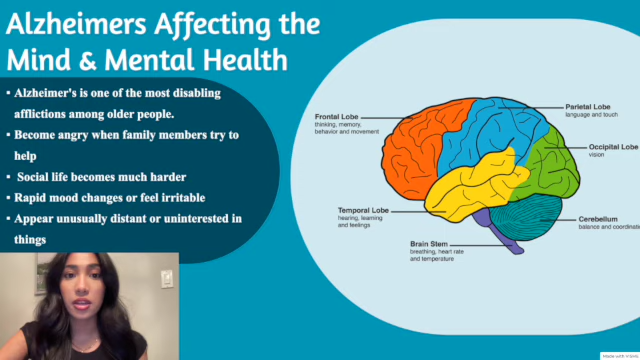 Alzheimers Affecting the
Mind & Mental Health
▪ Alzheimer's is one of the most disabling
afflictions among older people.
▪ Become angry when family members try to
help
▪ Social life becomes much harder
▪ Rapid mood changes or feel irritable
▪ Appear unusually distant or uninterested in
things
Frontal Lobe
thinking, memory,
behavior and movement
Parietal Lobe
language and touch
Occipital Lobe
vision
Temporal Lobe
hearing, learning
and feelings
Cerebellum
balance and coordinatio
Brain Stem
breathing, heart rate
and temperature